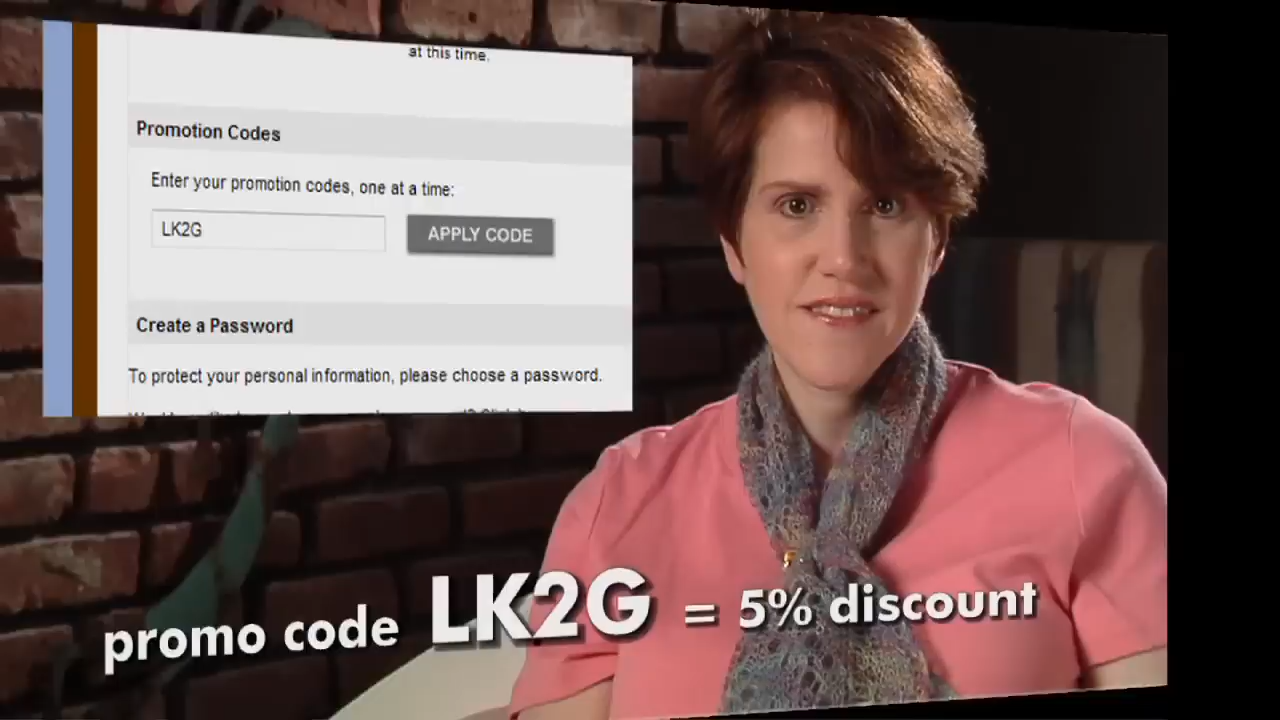 at this time.
Promotion Codes
Enter your promotion codes, one at a time:
LK2G
APPLY CODE
Create a Password
To protect your personal information, please choose a password.
promo code LK2G = 5% discount